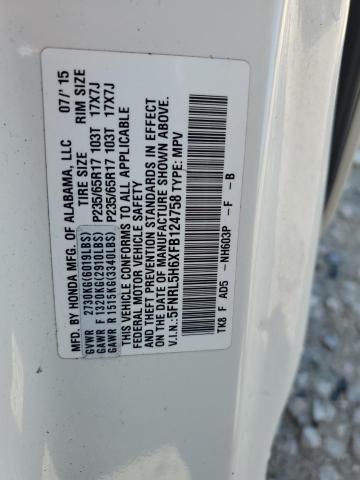 MFD. BY HONDA MFG. OF ALABAMA, LLC 07/'15
TIRE SIZE RIM SIZE
GVWR 2730KG(6019LBS)
GAWR F 1320KG(2910LBS) P235/65R17 103T 17X7J
GAWR R 1515KG(3340LBS) P235/65R17 103T 17X7J
THIS VEHICLE CONFORMS TO ALL APPLICABLE
FEDERAL MOTOR VEHICLE SAFETY
AND THEFT PREVENTION STANDARDS IN EFFECT
ON THE DATE OF MANUFACTURE SHOWN ABOVE.
V.I.N.:5FNRL5H6XFB124758 TYPE: MPV
TK8 F AD5 -NH603P -F -B